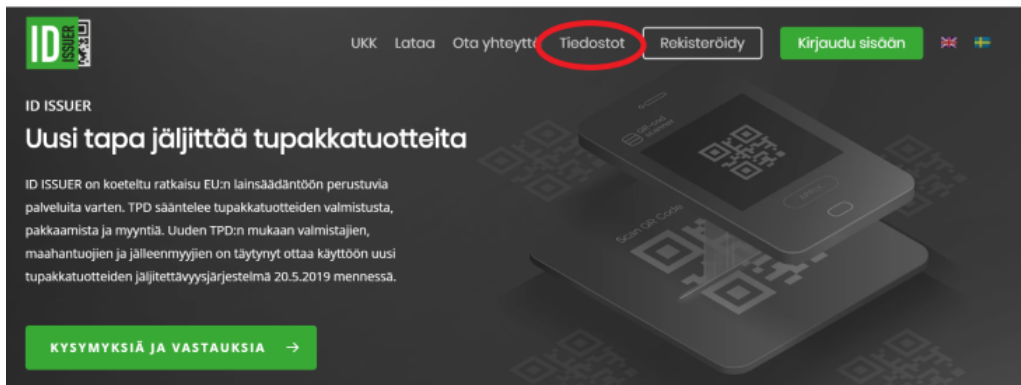 ID
ISSUER
UKK Lataa Ota yhteyttä Tiedostot Rekisteröidy Kirjaudu sisään
ID ISSUER
Uusi tapa jäljittää tupakkatuotteita
ID ISSUER on koeteltu ratkaisu EU:n lainsäädäntöön perustuvia
palveluita varten. TPD sääntelee tupakkatuotteiden valmistusta,
pakkaamista ja myyntiä. Uuden TPD:n mukaan valmistajien,
maahantuojien ja jälleenmyyjien on täytynyt ottaa käyttöön uusi
tupakkatuotteiden jäljitettävyysjärjestelmä 20.5.2019 mennessä.
KYSYMYKSIÄ JA VASTAUKSIA →
QR-cod
scanner
Scan QR Code